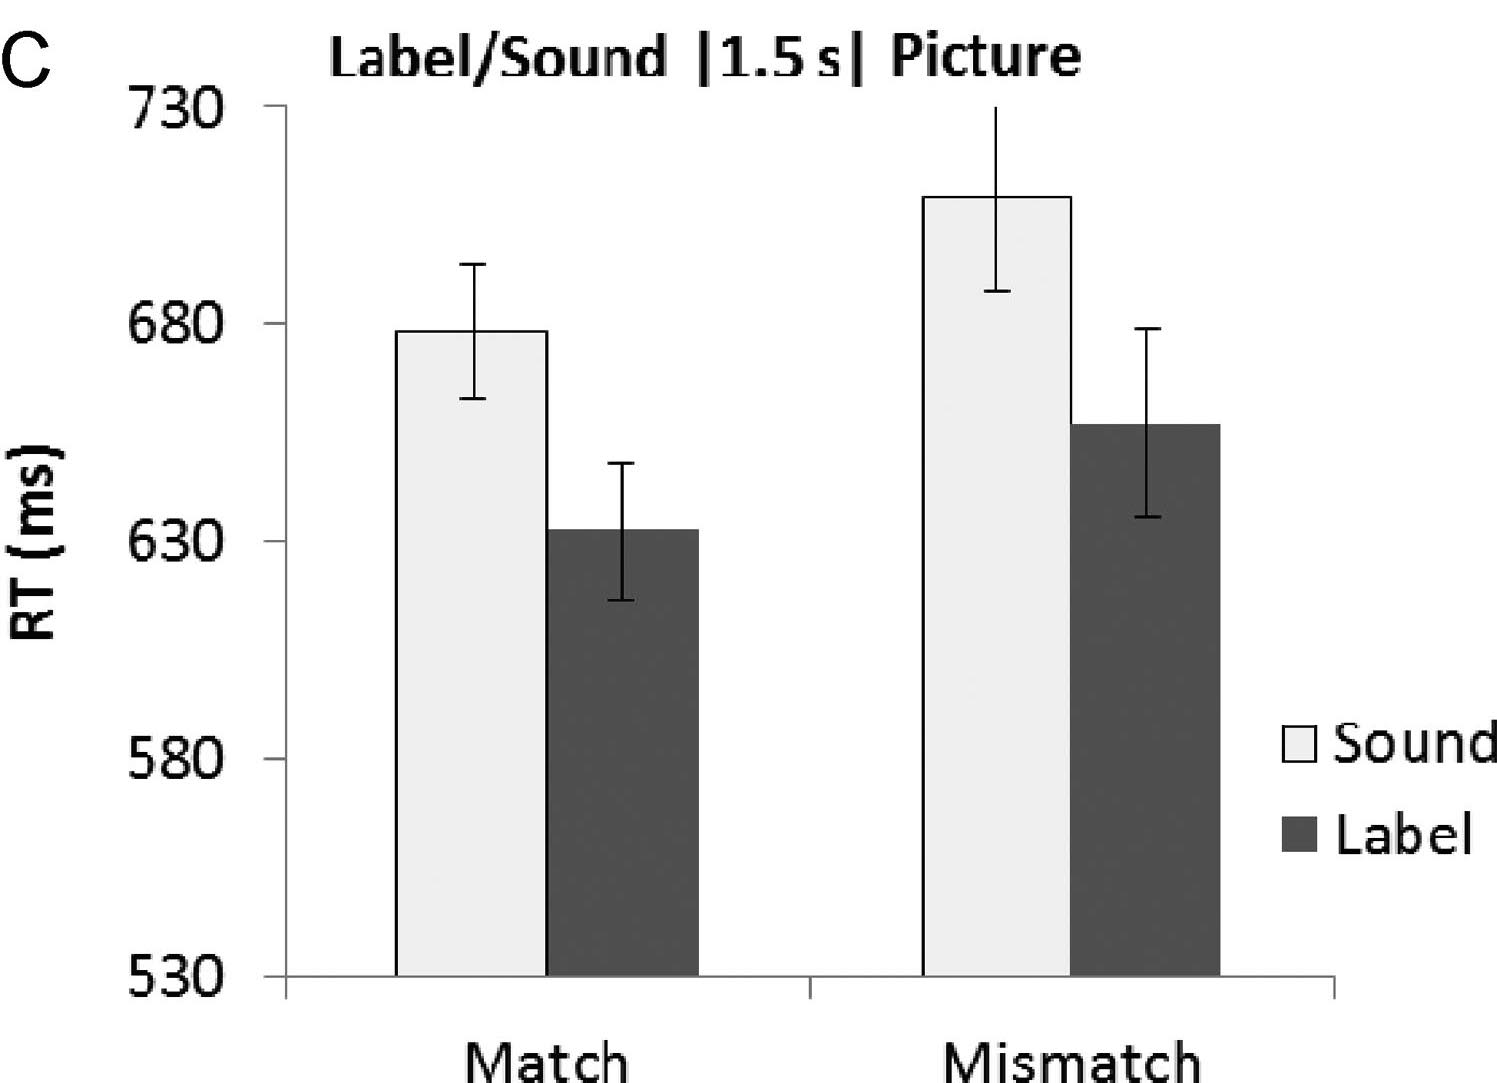 C
Label/Sound |1.5 s| Picture
730
680
630
580
530
RT (ms)
Match
Mismatch
Sound
Label